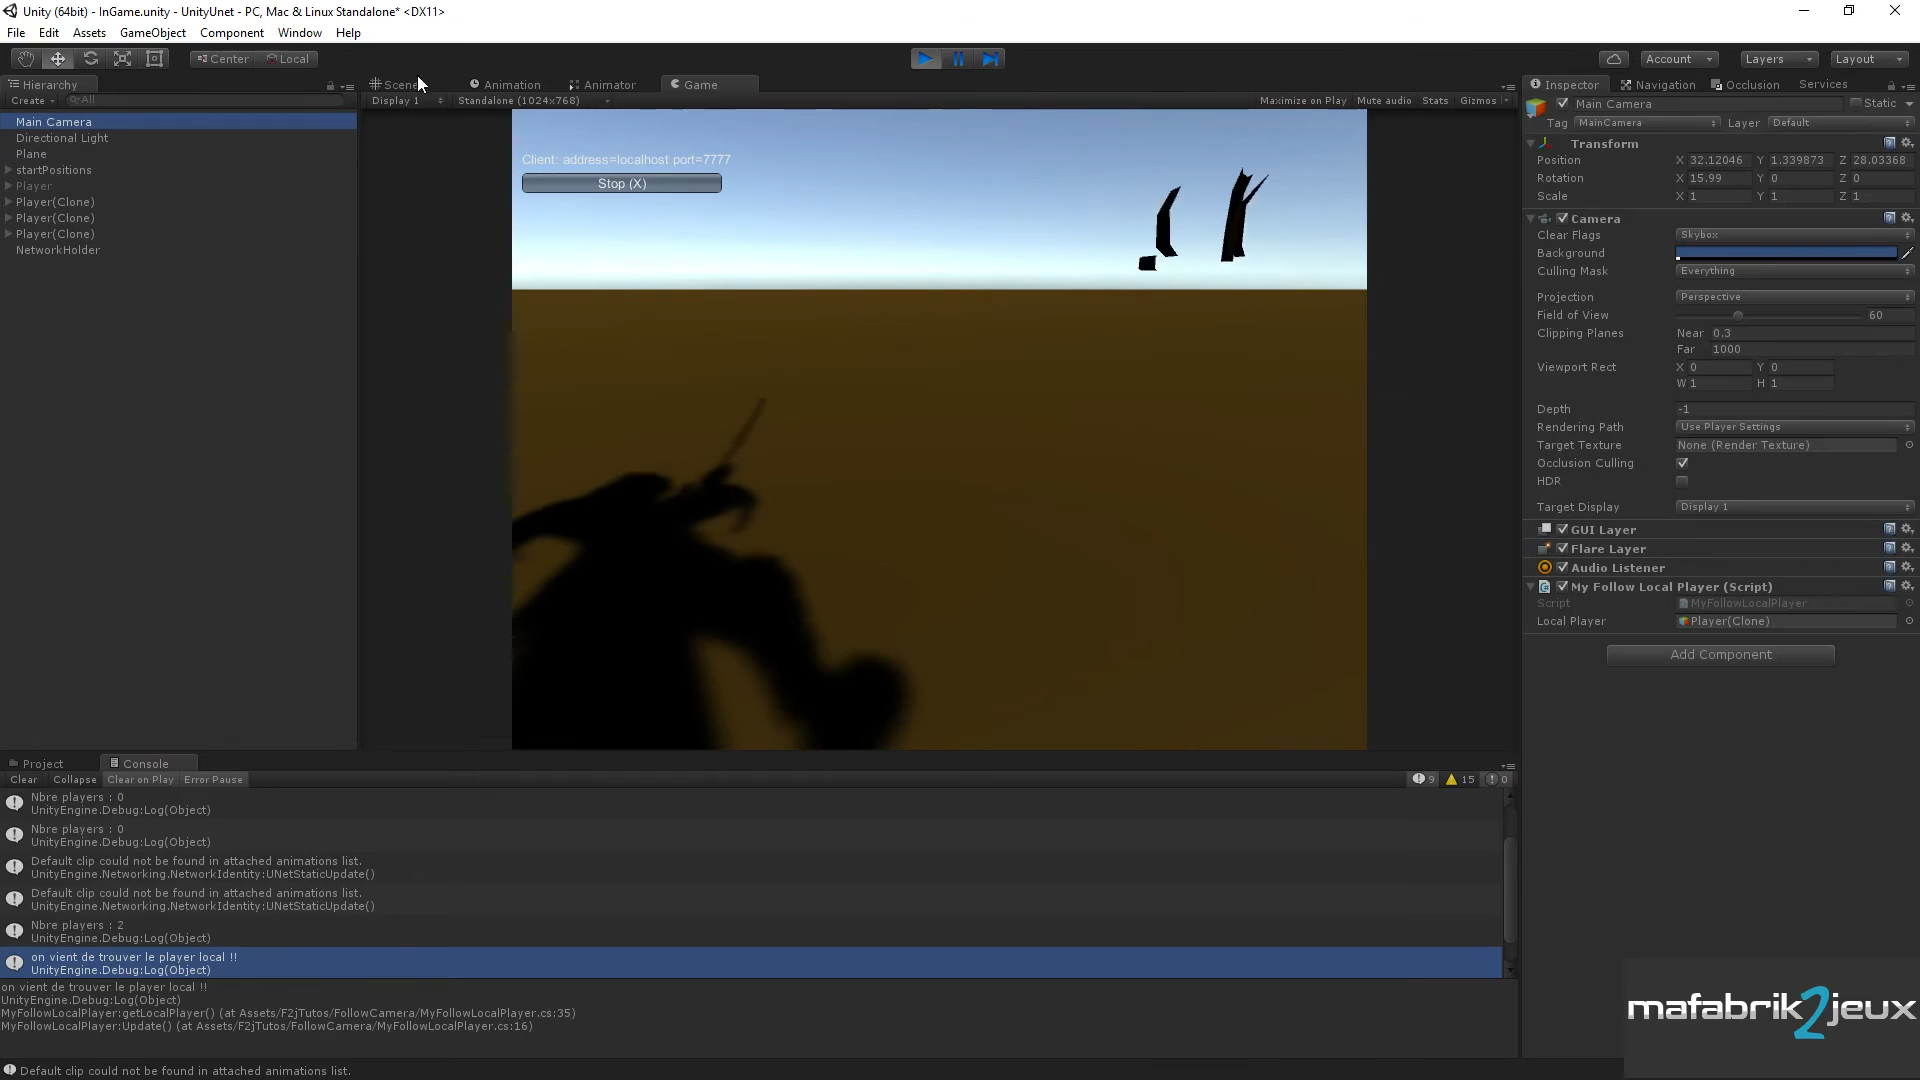 Unity (64bit) - InGame.unity - UnityUnet - PC, Mac & Linux Standalone* <DX11>
File Edit Assets GameObject Component Window Help
Center Local
Account Layers Layout
Hierarchy
Create All
Main Camera
Directional Light
Plane
startPositions
Player
Player(Clone)
Player(Clone)
Player(Clone)
NetworkHolder
Scene Animation Animator Game
Display 1 Standalone (1024x768) Maximize on Play Mute audio Stats Gizmos
Client: address=localhost port=7777
Stop (X)
Inspector Navigation Occlusion Services
Main Camera Static
Tag MainCamera Layer Default
Transform
Position X 32.12046 Y 1.339873 Z 28.03368
Rotation X 15.99 Y 0 Z 0
Scale X 1 Y 1 Z 1
Camera
Clear Flags Skybox
Background
Culling Mask Everything
Projection Perspective
Field of View 60
Clipping Planes Near 0.3
Far 1000
Viewport Rect X 0 Y 0
W 1 H 1
Depth -1
Rendering Path Use Player Settings
Target Texture None (Render Texture)
Occlusion Culling
HDR
Target Display Display 1
GUI Layer
Flare Layer
Audio Listener
My Follow Local Player (Script)
Script MyFollowLocalPlayer
Local Player Player(Clone)
Add Component
Project Console
Clear Collapse Clear on Play Error Pause 9 15 0
Nbre players : 0
UnityEngine.Debug:Log(Object)
Nbre players : 0
UnityEngine.Debug:Log(Object)
Default clip could not be found in attached animations list.
UnityEngine.Networking.NetworkIdentity:UNetStaticUpdate()
Default clip could not be found in attached animations list.
UnityEngine.Networking.NetworkIdentity:UNetStaticUpdate()
Nbre players : 2
UnityEngine.Debug:Log(Object)
on vient de trouver le player local !!
UnityEngine.Debug:Log(Object)
on vient de trouver le player local !!
UnityEngine.Debug:Log(Object)
MyFollowLocalPlayer:getLocalPlayer() (at Assets/F2jTutos/FollowCamera/MyFollowLocalPlayer.cs:35)
MyFollowLocalPlayer:Update() (at Assets/F2jTutos/FollowCamera/MyFollowLocalPlayer.cs:16)
Default clip could not be found in attached animations list.
mafabrik2jeux